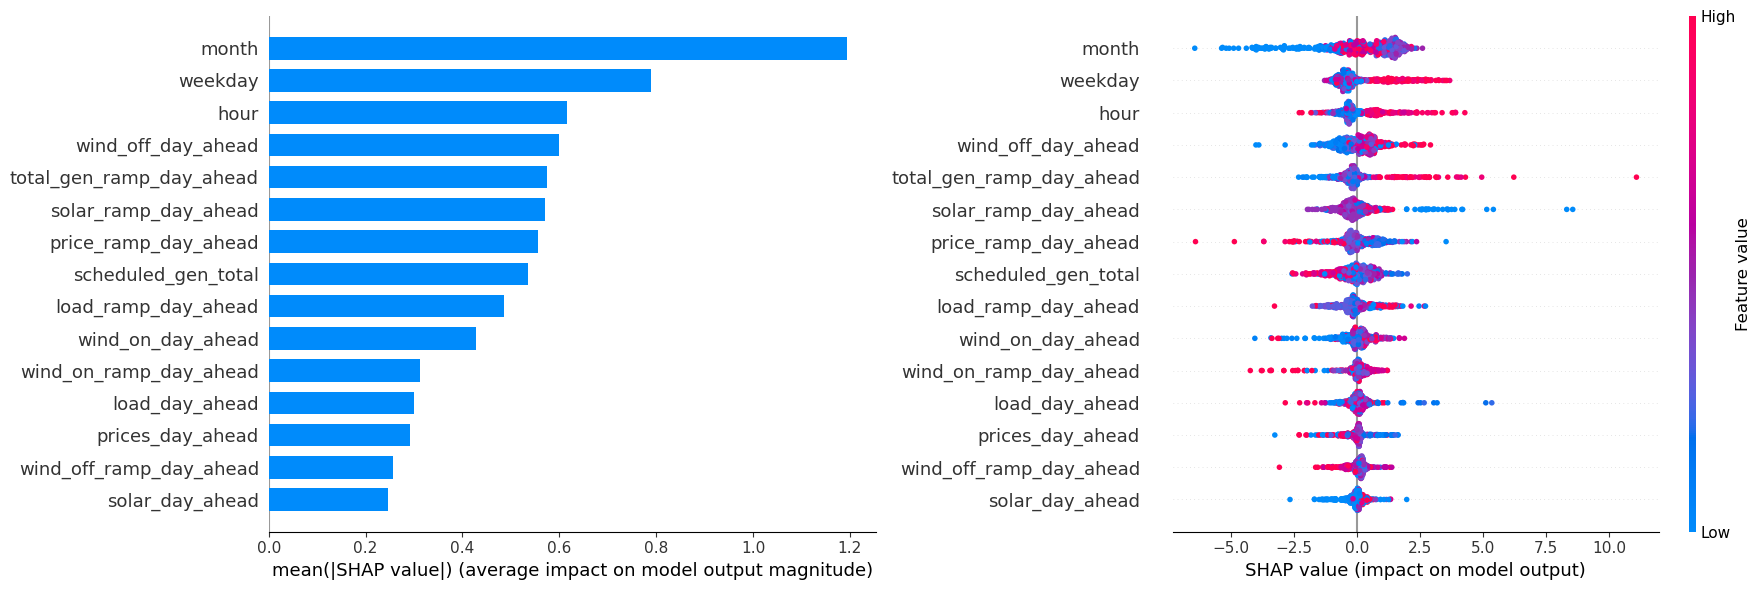 month
weekday
hour
wind_off_day_ahead
total_gen_ramp_day_ahead
solar_ramp_day_ahead
price_ramp_day_ahead
scheduled_gen_total
load_ramp_day_ahead
wind_on_day_ahead
wind_on_ramp_day_ahead
load_day_ahead
prices_day_ahead
wind_off_ramp_day_ahead
solar_day_ahead
0.0 0.2 0.4 0.6 0.8 1.0 1.2
mean(|SHAP value|) (average impact on model output magnitude)
month
weekday
hour
wind_off_day_ahead
total_gen_ramp_day_ahead
solar_ramp_day_ahead
price_ramp_day_ahead
scheduled_gen_total
load_ramp_day_ahead
wind_on_day_ahead
wind_on_ramp_day_ahead
load_day_ahead
prices_day_ahead
wind_off_ramp_day_ahead
solar_day_ahead
−5.0 −2.5 0.0 2.5 5.0 7.5 10.0
SHAP value (impact on model output)
High
Feature value
Low